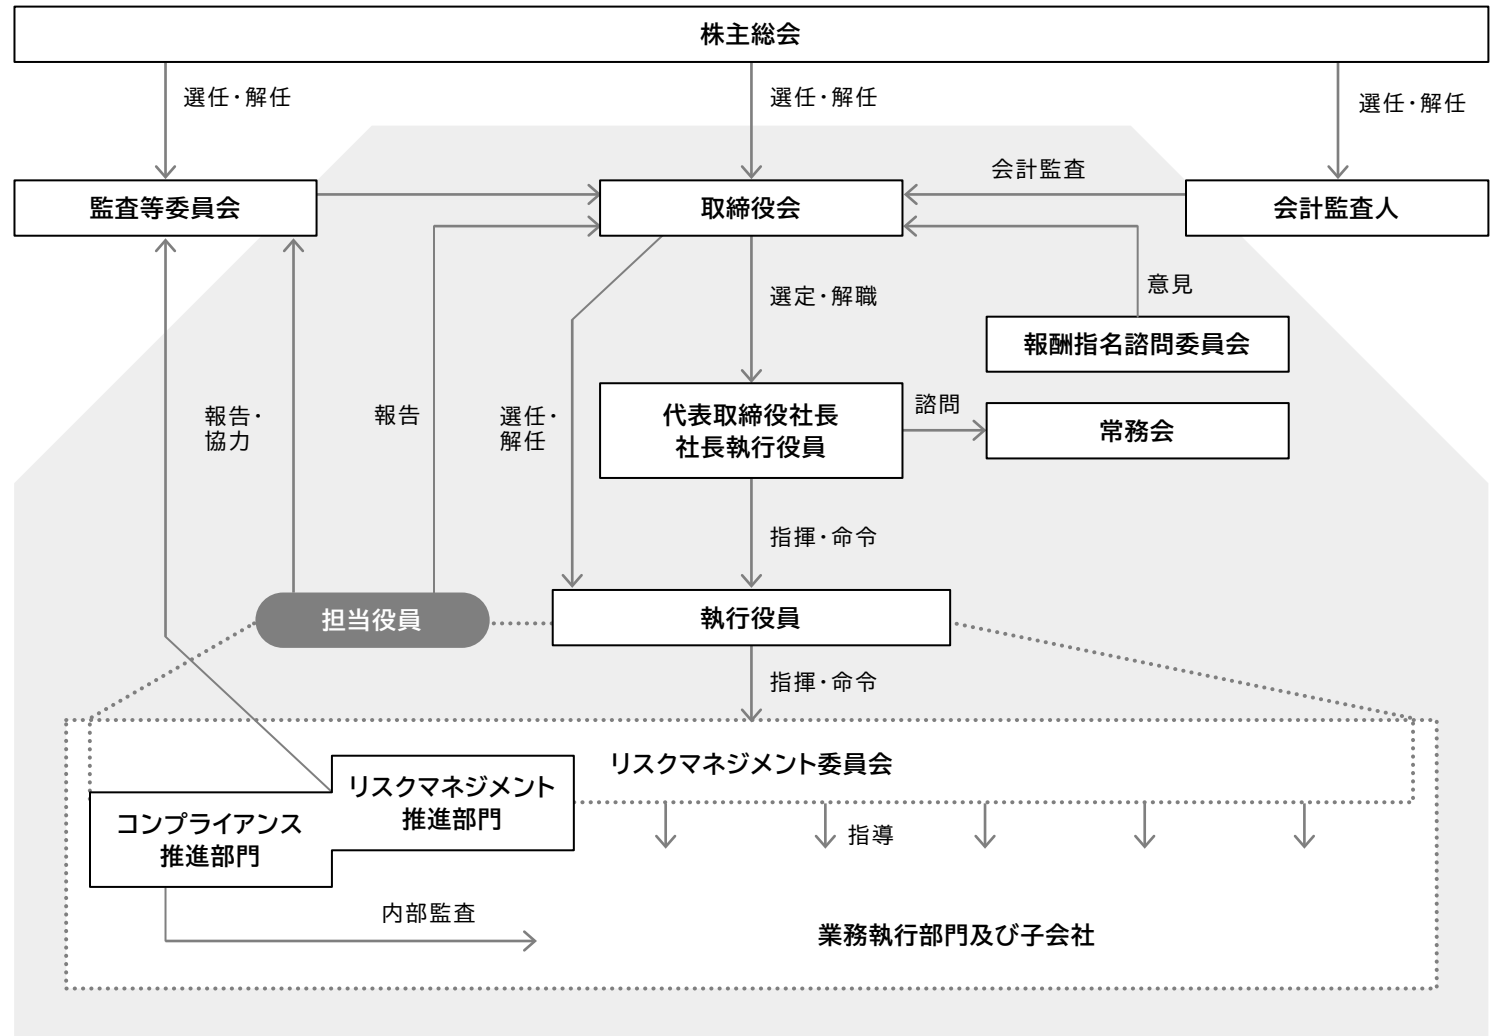 株主総会
選任・解任
選任・解任
選任・解任
監査等委員会
取締役会
会計監査
会計監査人
選定・解職
意見
報酬指名諮問委員会
報告・
協力
報告
選任・
解任
代表取締役社長
社長執行役員
諮問
常務会
指揮・命令
担当役員
執行役員
指揮・命令
リスクマネジメント委員会
リスクマネジメント
推進部門
コンプライアンス
推進部門
指導
内部監査
業務執行部門及び子会社